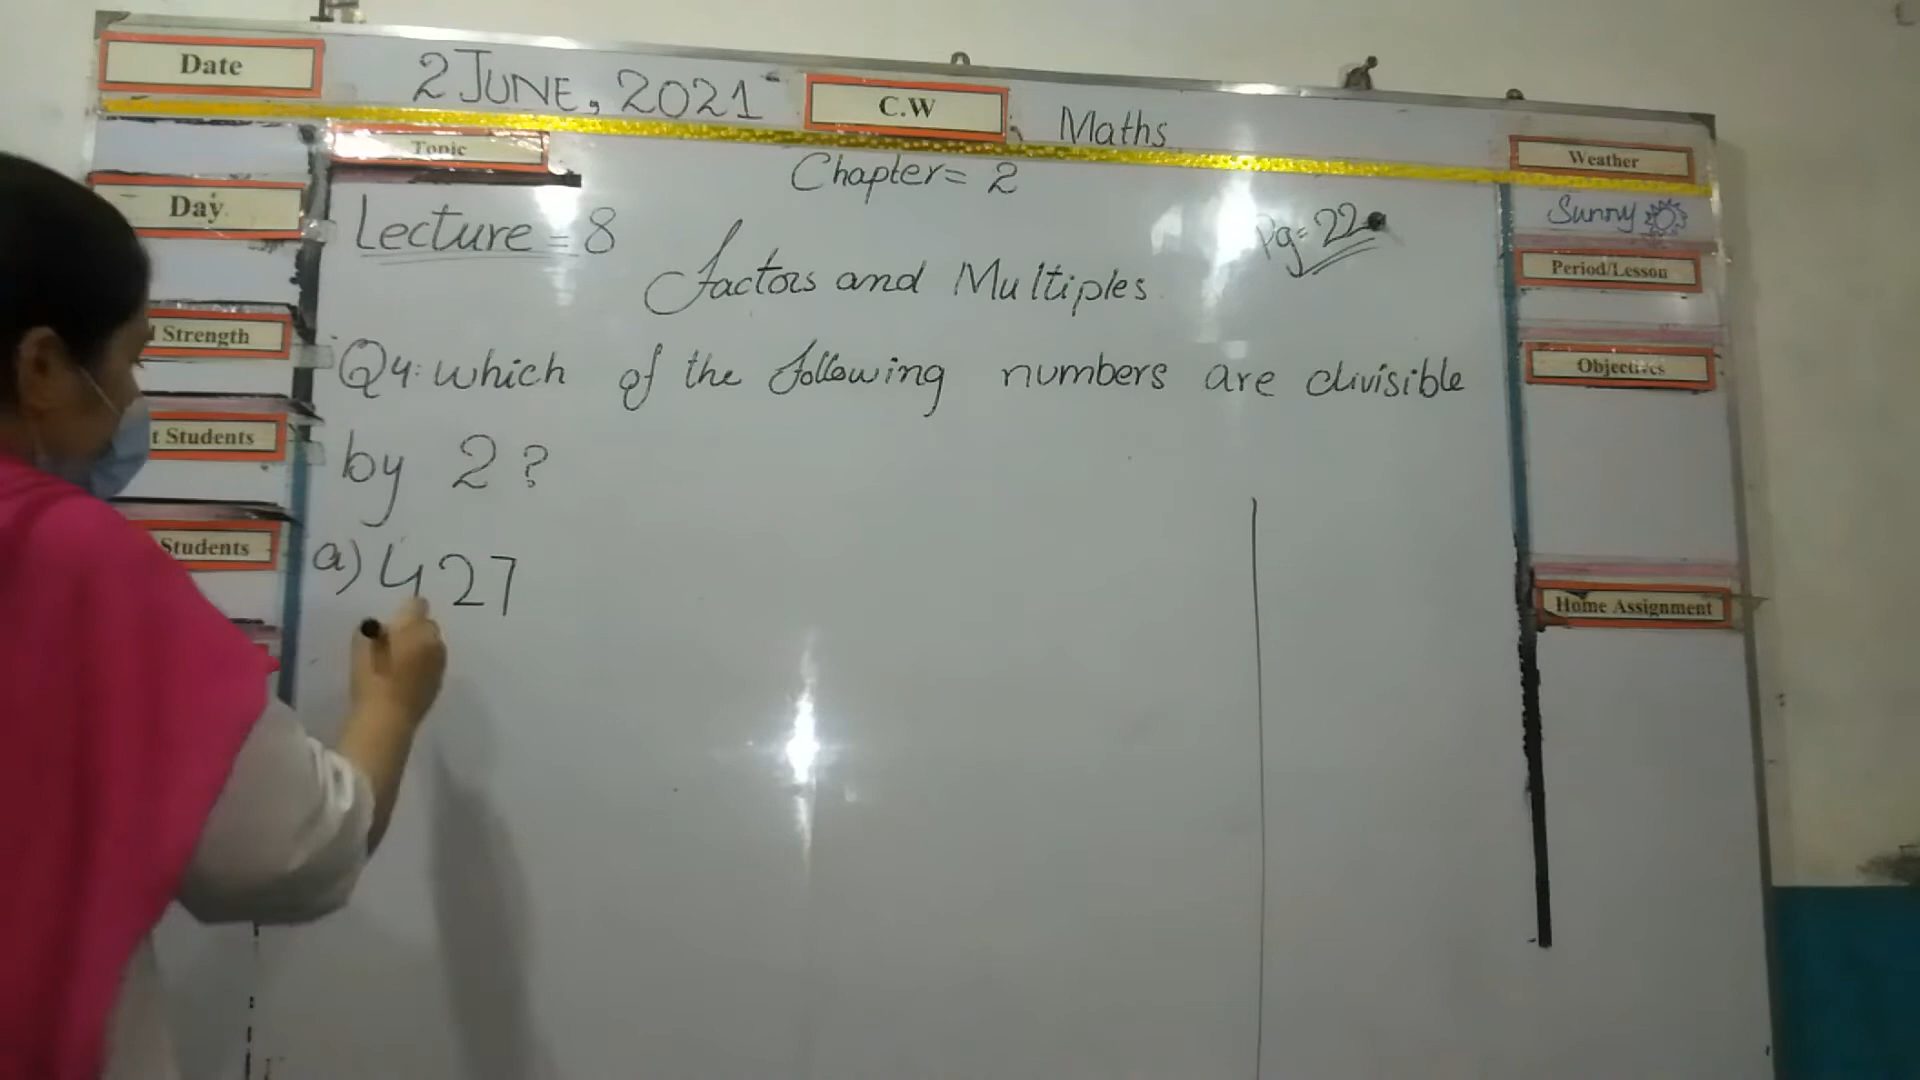 Date
2 JUNE, 2021
C.W
Maths
Topic
Chapter = 2
Weather
Day
Lecture = 8
Pg = 22
Sunny
Factors and Multiples
Period/Lesson
Strength
Q4: which of the following numbers are divisible
Objectives
by 2 ?
t Students
a) 427
Students
Home Assignment